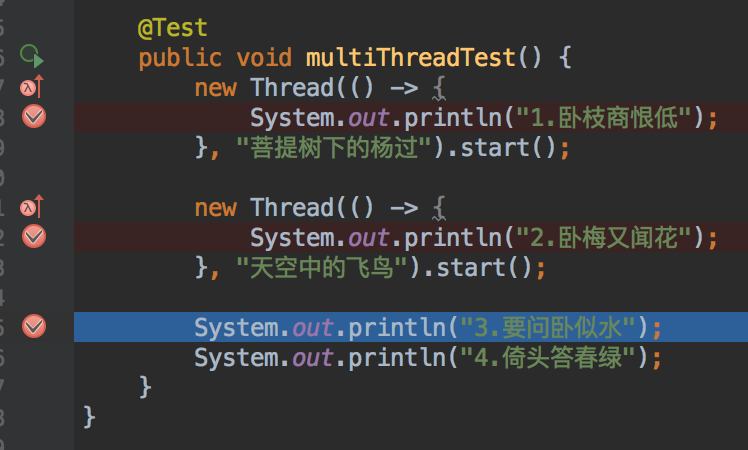 @Test
public void multiThreadTest() {
new Thread(() -> {
System.out.println("1.卧枝商恨低");
}, "菩提树下的杨过").start();
new Thread(() -> {
System.out.println("2.卧梅又闻花");
}, "天空中的飞鸟").start();
System.out.println("3.要问卧似水");
System.out.println("4.倚头答春绿");
}
}